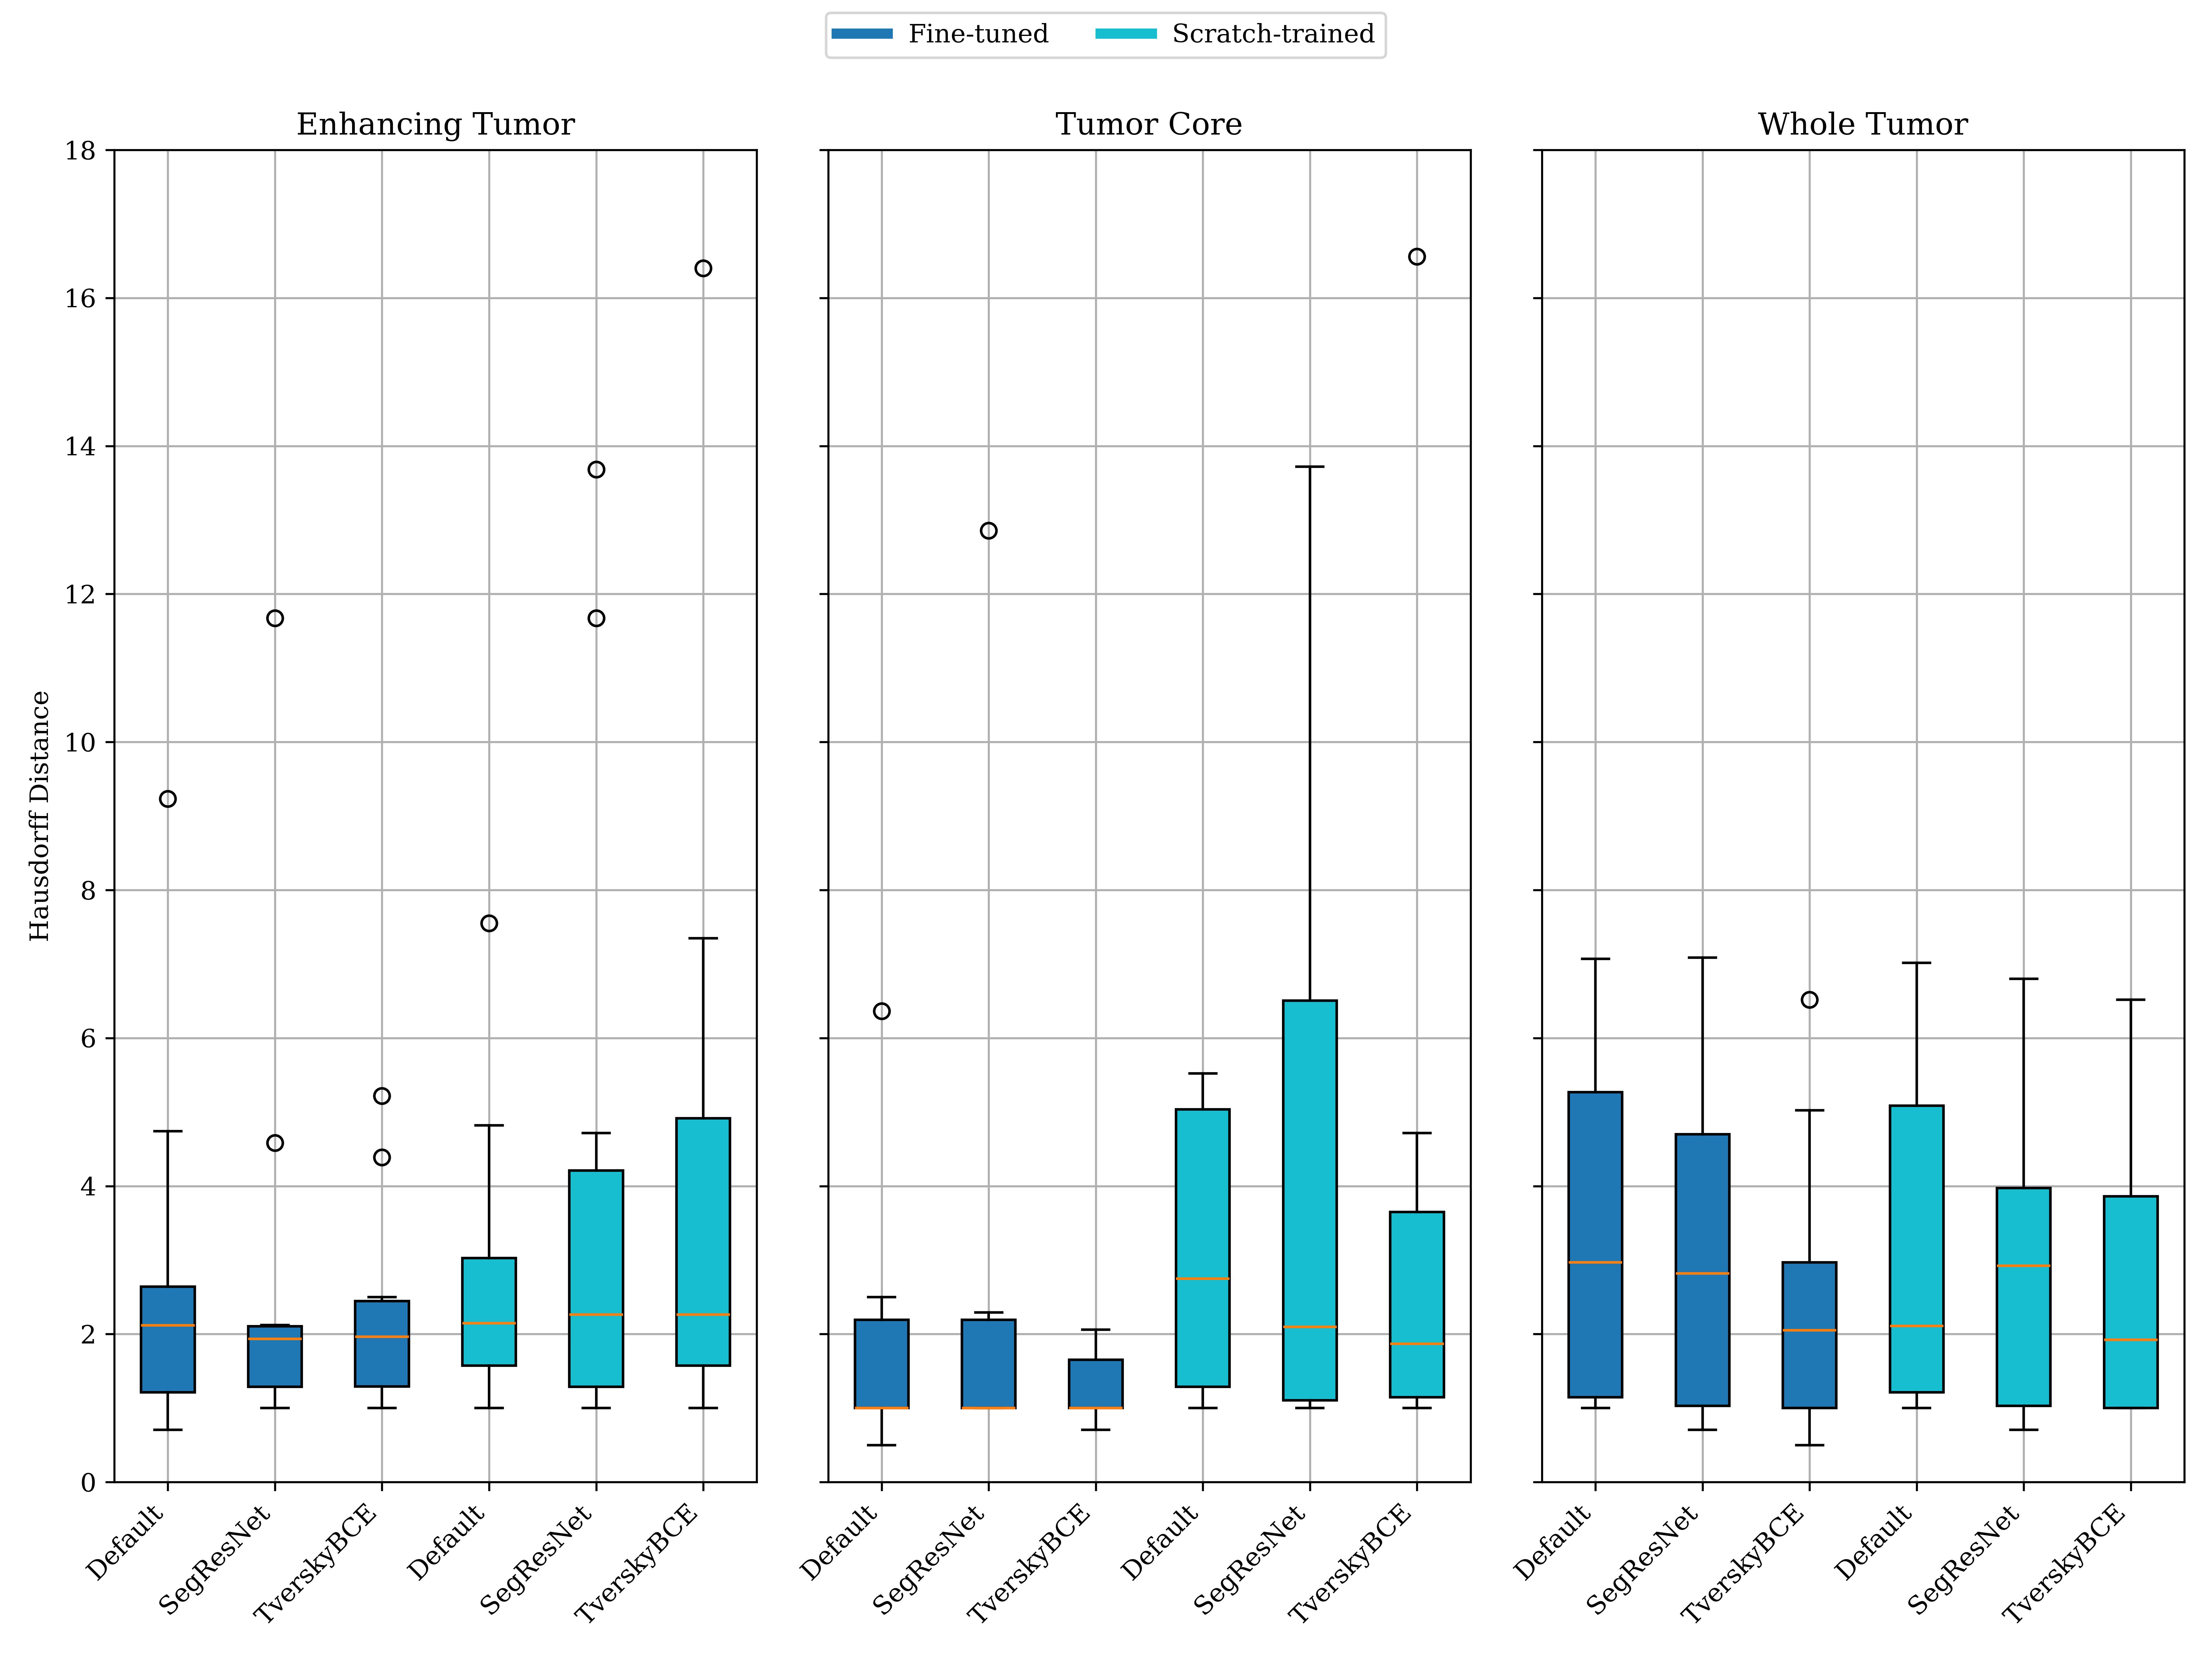 Fine-tuned Scratch-trained
Enhancing Tumor Tumor Core Whole Tumor
Hausdorff Distance
18
16
14
12
10
8
6
4
2
0
Default SegResNet TverskyBCE Default SegResNet TverskyBCE
Default SegResNet TverskyBCE Default SegResNet TverskyBCE
Default SegResNet TverskyBCE Default SegResNet TverskyBCE